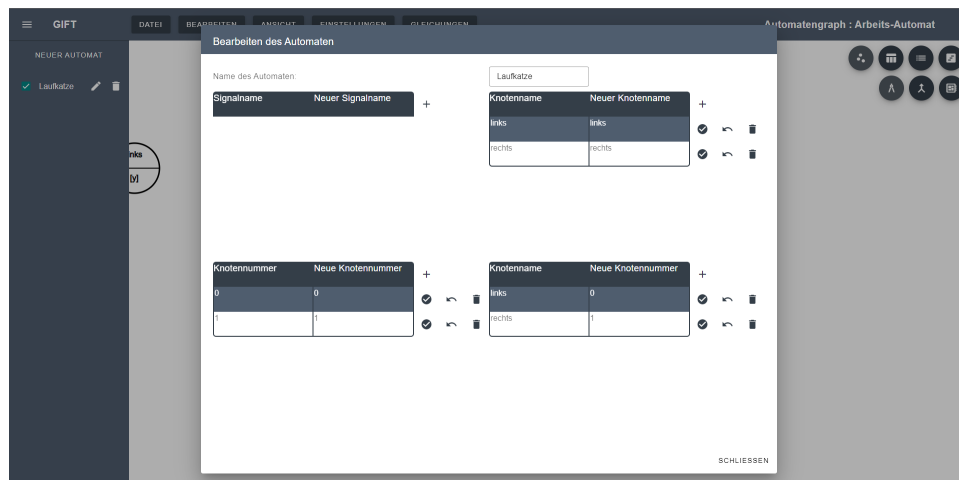 GIFT
DATEI BEARBEITEN ANSICHT EINSTELLUNGEN GLEICHUNGEN
Automatengraph : Arbeits-Automat
Bearbeiten des Automaten
NEUER AUTOMAT
Laufkatze
Name des Automaten:
Laufkatze
Signalname Neuer Signalname
Knotenname Neuer Knotenname
links links
rechts rechts
nks
[y]
Knotennummer Neue Knotennummer
0 0
1 1
Knotenname Neue Knotennummer
links 0
rechts 1
SCHLIESSEN